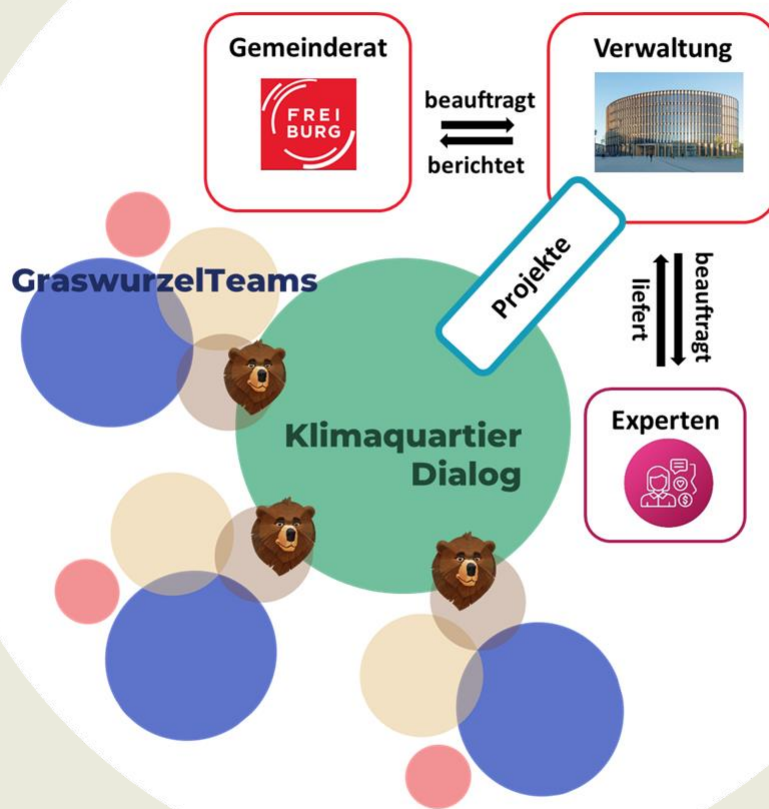 Gemeinderat
FREI
BURG
beauftragt
berichtet
Verwaltung
Projekte
beauftragt
liefert
GraswurzelTeams
Klimaquartier
Dialog
Experten